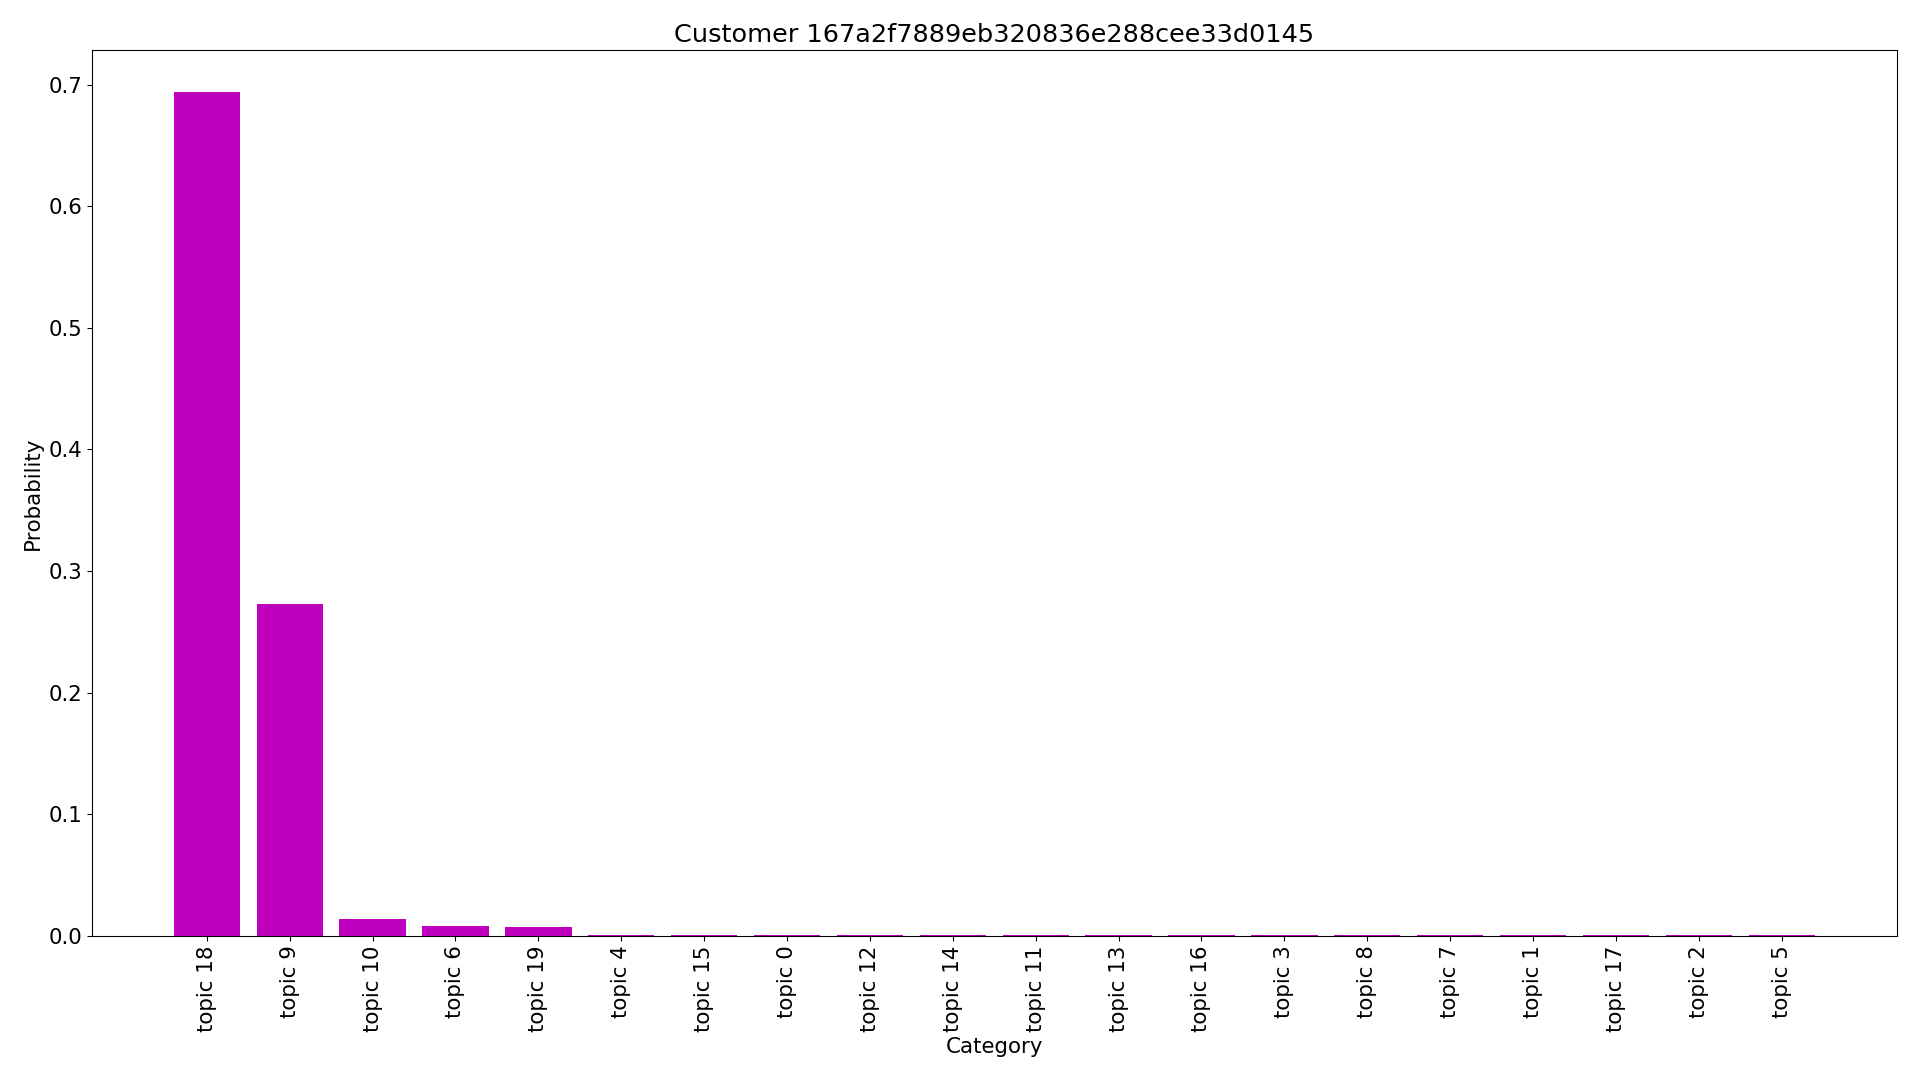 Customer 167a2f7889eb320836e288cee33d0145
Probability
0.7
0.6
0.5
0.4
0.3
0.2
0.1
0.0
topic 18
topic 9
topic 10
topic 6
topic 19
topic 4
topic 15
topic 0
topic 12
topic 14
topic 11
topic 13
topic 16
topic 3
topic 8
topic 7
topic 1
topic 17
topic 2
topic 5
Category